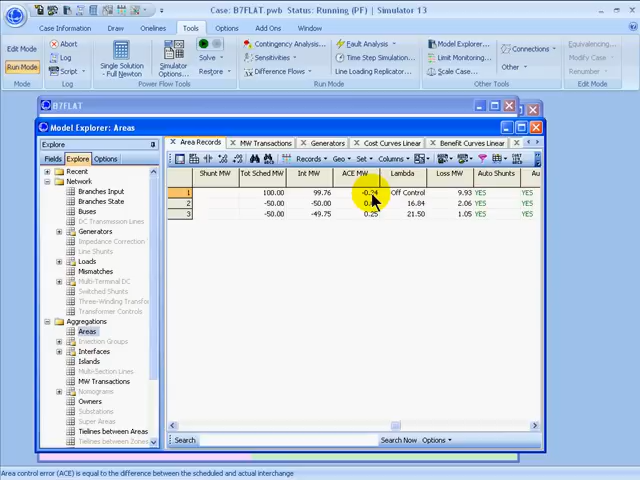 Case: B7FLAT.pwb Status: Running (PF) | Simulator 13
Case Information Draw Onelines Tools Options Add Ons Window
Edit Mode
Run Mode
Mode
Abort
Log
Script
Log
Single Solution
- Full Newton
Simulator
Options...
Solve
Restore
Power Flow Tools
Contingency Analysis...
Sensitivities
Difference Flows
Fault Analysis
Time Step Simulation...
Line Loading Replicator...
Run Mode
Model Explorer...
Limit Monitoring...
Scale Case...
Connections
Other
Other Tools
Equivalencing...
Modify Case
Renumber
Edit Mode
B7FLAT
Model Explorer: Areas
Explore
Fields Explore Options
Recent
Network
Branches Input
Branches State
Buses
DC Transmission Lines
Generators
Impedance Correction
Line Shunts
Loads
Mismatches
Multi-Terminal DC
Switched Shunts
Three-Winding Transfor
Transformer Controls
Aggregations
Areas
Injection Groups
Interfaces
Islands
Multi-Section Lines
MW Transactions
Nomograms
Owners
Substations
Super Areas
Tielines between Areas
Tielines between Zones
Area Records MW Transactions Generators Cost Curves Linear Benefit Curves Linear
Records Geo Set Columns
Shunt MW Tot Sched MW Int MW ACE MW Lambda Loss MW Auto Shunts Au
1 100.00 99.76 -0.24 Off Control 9.93 YES YES
2 -50.00 -50.00 16.84 2.06 YES YES
3 -50.00 -49.75 0.25 21.50 1.05 YES YES
Search Search Now Options
Area control error (ACE) is equal to the difference between the scheduled and actual interchange